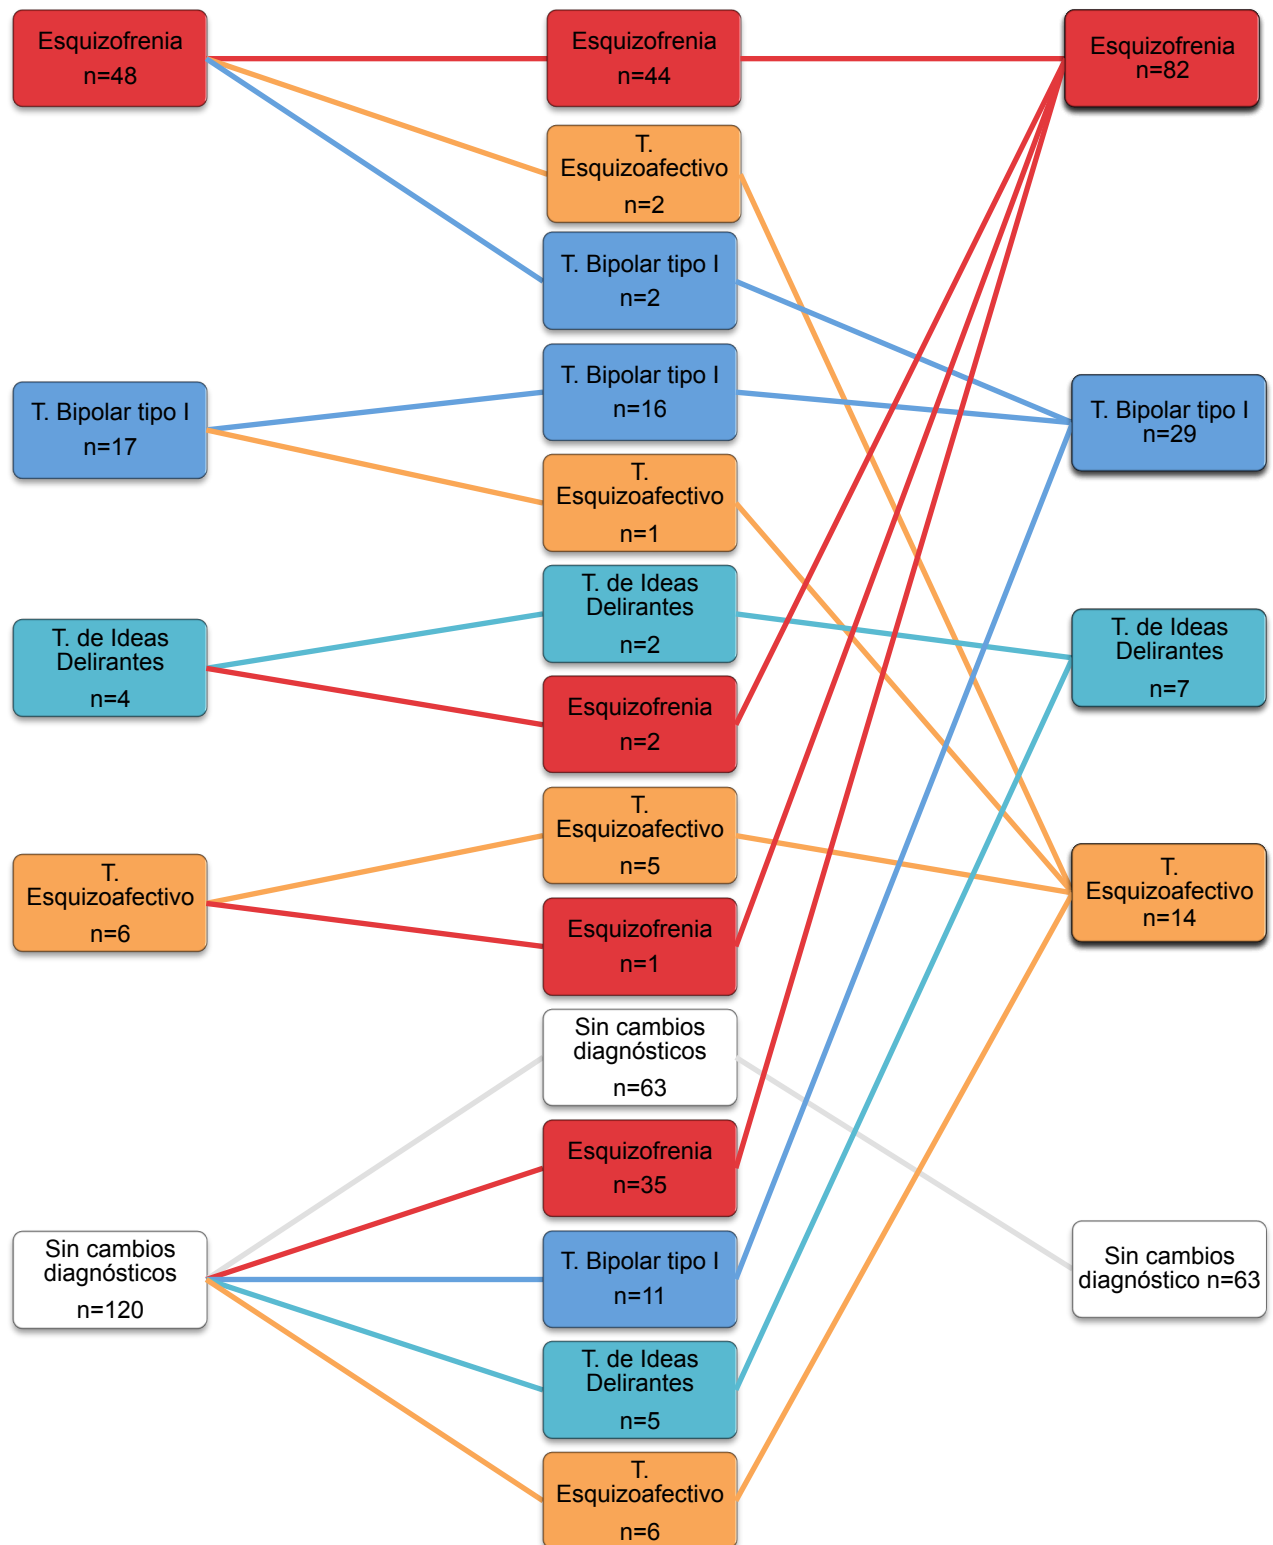 Esquizofrenia
n=48
T. Bipolar tipo I
n=17
T. de Ideas
Delirantes
n=4
T.
Esquizoafectivo
n=6
Sin cambios
diagnósticos
n=120
Esquizofrenia
n=44
T.
Esquizoafectivo
n=2
T. Bipolar tipo I
n=2
T. Bipolar tipo I
n=16
T.
Esquizoafectivo
n=1
T. de Ideas
Delirantes
n=2
Esquizofrenia
n=2
T.
Esquizoafectivo
n=5
Esquizofrenia
n=1
Sin cambios
diagnósticos
n=63
Esquizofrenia
n=35
T. Bipolar tipo I
n=11
T. de Ideas
Delirantes
n=5
T.
Esquizoafectivo
n=6
Esquizofrenia
n=82
T. Bipolar tipo I
n=29
T. de Ideas
Delirantes
n=7
T.
Esquizoafectivo
n=14
Sin cambios
diagnóstico n=63